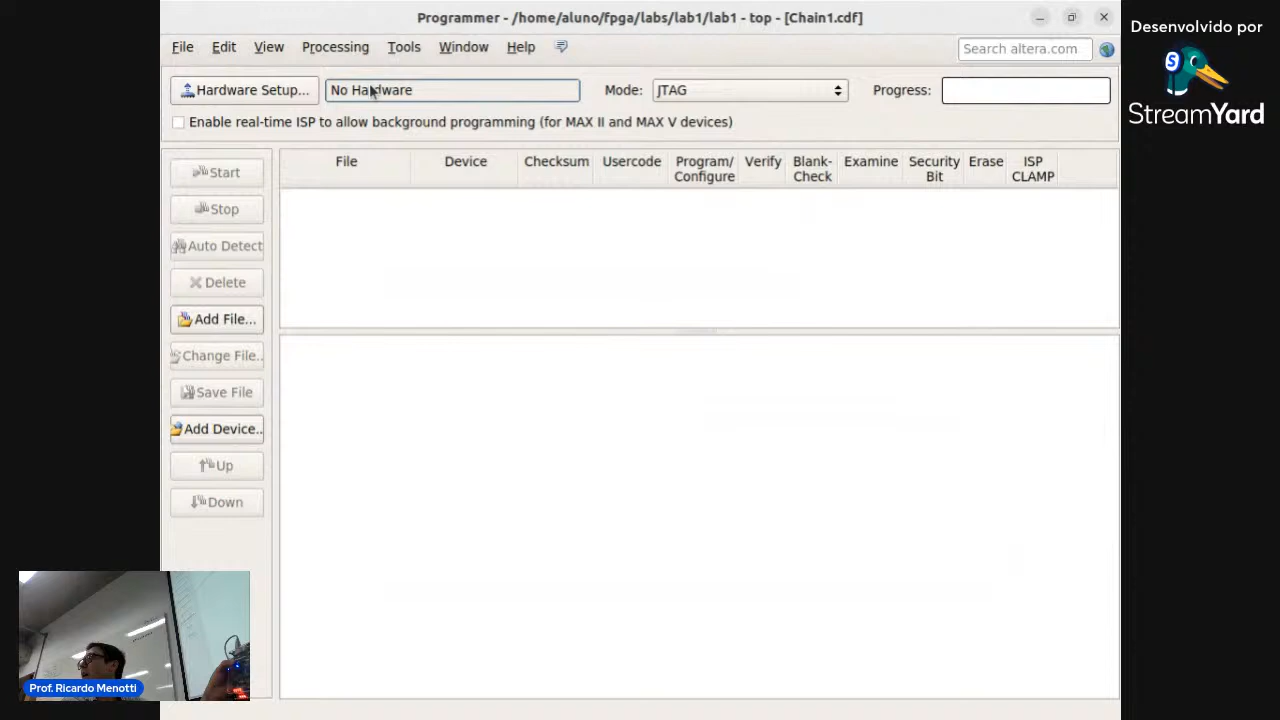 Programmer - /home/aluno/fpga/labs/lab1/lab1 - top - [Chain1.cdf]
Desenvolvido por
S
StreamYard
File Edit View Processing Tools Window Help
Search altera.com
Hardware Setup...
No Hardware
Mode:
JTAG
Progress:
Enable real-time ISP to allow background programming (for MAX II and MAX V devices)
File
Device
Checksum
Usercode
Program/
Configure
Verify
Blank-
Check
Examine
Security
Bit
Erase
ISP
CLAMP
Start
Stop
Auto Detect
Delete
Add File...
Change File..
Save File
Add Device..
Up
Down
Prof. Ricardo Menotti